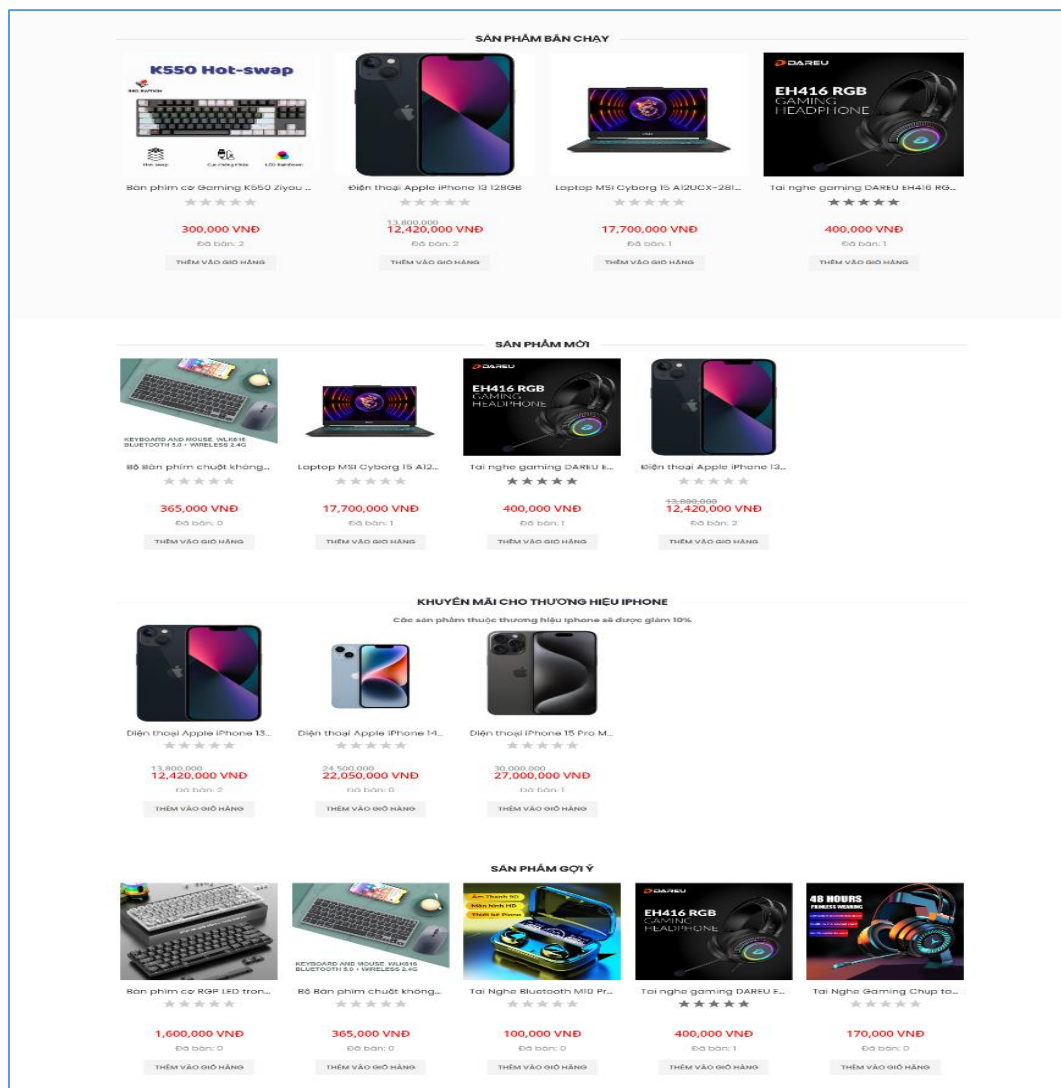 SẢN PHẨM BÁN CHẠY
K550 Hot-swap
Hot swap
LED Rainbown
DAREU
EH416 RGB
GAMING
HEADPHONE
Bàn phím cơ Gaming K550 Ziyou ...
Điện thoại Apple iPhone 13 128GB
Laptop MSI Cyborg 15 A12UCX-281...
Tai nghe gaming DAREU EH416 RG...
13,800,000
300,000 VNĐ
12,420,000 VNĐ
17,700,000 VNĐ
400,000 VNĐ
Đã bán: 2
Đã bán: 2
Đã bán: 1
Đã bán: 1
THÊM VÀO GIỎ HÀNG
THÊM VÀO GIỎ HÀNG
THÊM VÀO GIỎ HÀNG
THÊM VÀO GIỎ HÀNG
SẢN PHẨM MỚI
KEYBOARD AND MOUSE WLK616
BLUETOOTH 5.0 + WIRELESS 2.4G
DAREU
EH416 RGB
GAMING
HEADPHONE
Bộ Bàn phím chuột không...
Laptop MSI Cyborg 15 A12...
Tai nghe gaming DAREU E...
Điện thoại Apple iPhone 13...
13,800,000
365,000 VNĐ
17,700,000 VNĐ
400,000 VNĐ
12,420,000 VNĐ
Đã bán: 0
Đã bán: 1
Đã bán: 1
Đã bán: 2
THÊM VÀO GIỎ HÀNG
THÊM VÀO GIỎ HÀNG
THÊM VÀO GIỎ HÀNG
THÊM VÀO GIỎ HÀNG
KHUYẾN MÃI CHO THƯƠNG HIỆU IPHONE
Các sản phẩm thuộc thương hiệu Iphone sẽ được giảm 10%
Điện thoại Apple iPhone 13...
Điện thoại Apple iPhone 14...
Điện thoại iPhone 15 Pro M...
13,800,000
24,500,000
30,000,000
12,420,000 VNĐ
22,050,000 VNĐ
27,000,000 VNĐ
Đã bán: 2
Đã bán: 0
Đã bán: 1
THÊM VÀO GIỎ HÀNG
THÊM VÀO GIỎ HÀNG
THÊM VÀO GIỎ HÀNG
SẢN PHẨM GỢI Ý
KEYBOARD AND MOUSE WLK616
BLUETOOTH 5.0 + WIRELESS 2.4G
Âm Thanh 9D
Màn hình HD
DAREU
EH416 RGB
GAMING
HEADPHONE
48 HOURS
Bàn phím cơ RGP LED tron...
Bộ Bàn phím chuột không...
Tai Nghe Bluetooth M10 Pr...
Tai nghe gaming DAREU E...
Tai Nghe Gaming Chụp ta...
1,600,000 VNĐ
365,000 VNĐ
100,000 VNĐ
400,000 VNĐ
170,000 VNĐ
Đã bán: 0
Đã bán: 0
Đã bán: 0
Đã bán: 1
Đã bán: 0
THÊM VÀO GIỎ HÀNG
THÊM VÀO GIỎ HÀNG
THÊM VÀO GIỎ HÀNG
THÊM VÀO GIỎ HÀNG
THÊM VÀO GIỎ HÀNG